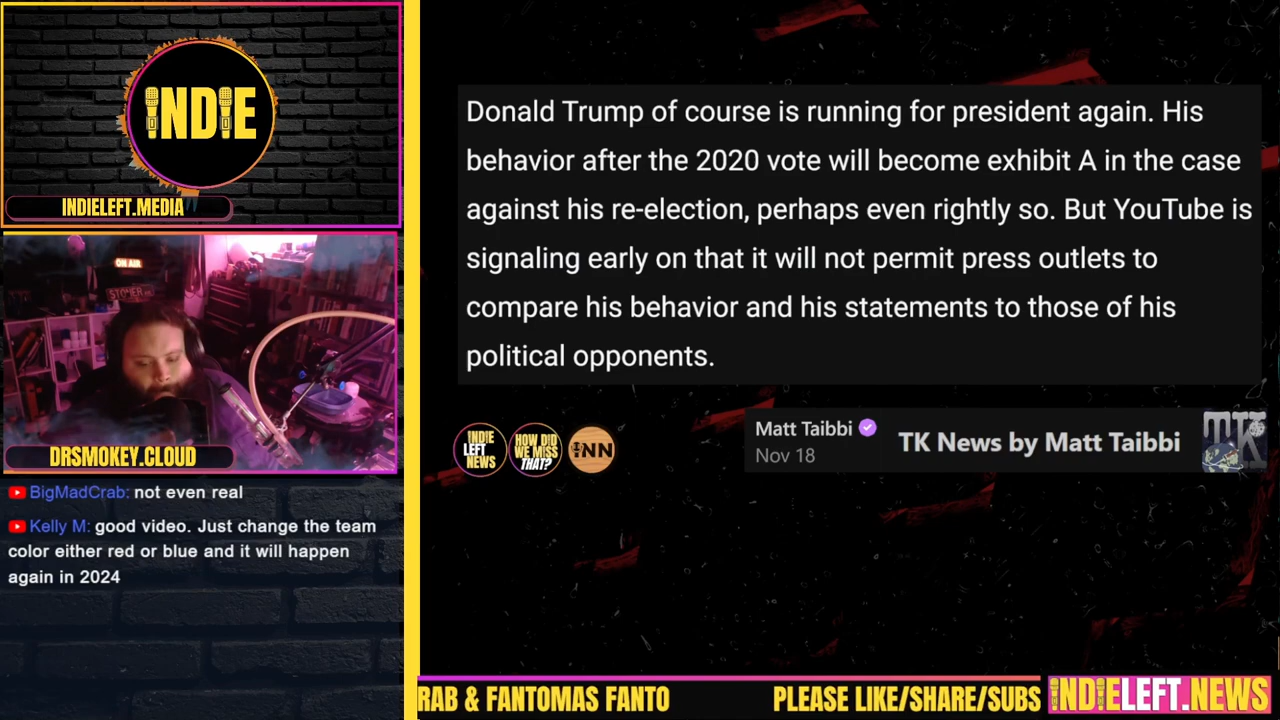 INDIE
INDIELEFT.MEDIA
ON AIR
DRSMOKEY.CLOUD
BigMadCrab: not even real
Kelly M: good video. Just change the team
color either red or blue and it will happen
again in 2024
Donald Trump of course is running for president again. His
behavior after the 2020 vote will become exhibit A in the case
against his re-election, perhaps even rightly so. But YouTube is
signaling early on that it will not permit press outlets to
compare his behavior and his statements to those of his
political opponents.
INDIE
LEFT
NEWS
HOW DID
WE MISS
THAT?
INN
Matt Taibbi
Nov 18
TK News by Matt Taibbi
TK
RAB & FANTOMAS FANTO
PLEASE LIKE/SHARE/SUBS
INDIELEFT.NEWS